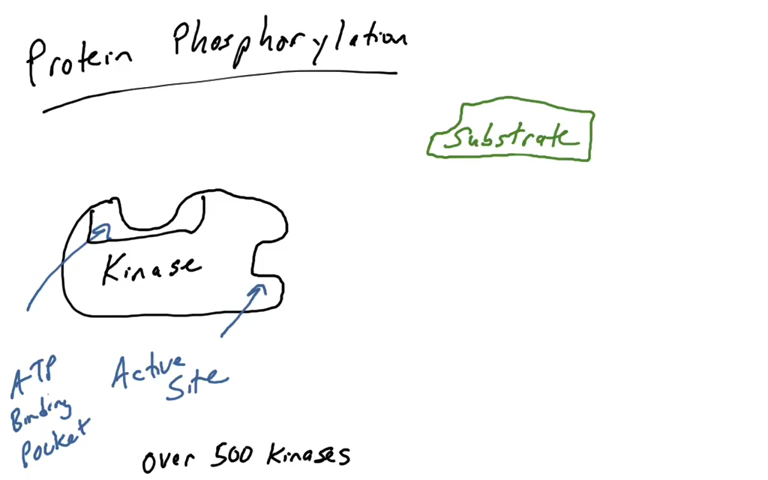 Protein Phosphorylation
Substrate
Kinase
ATP
Binding
Pocket
Active
Site
Over 500 Kinases